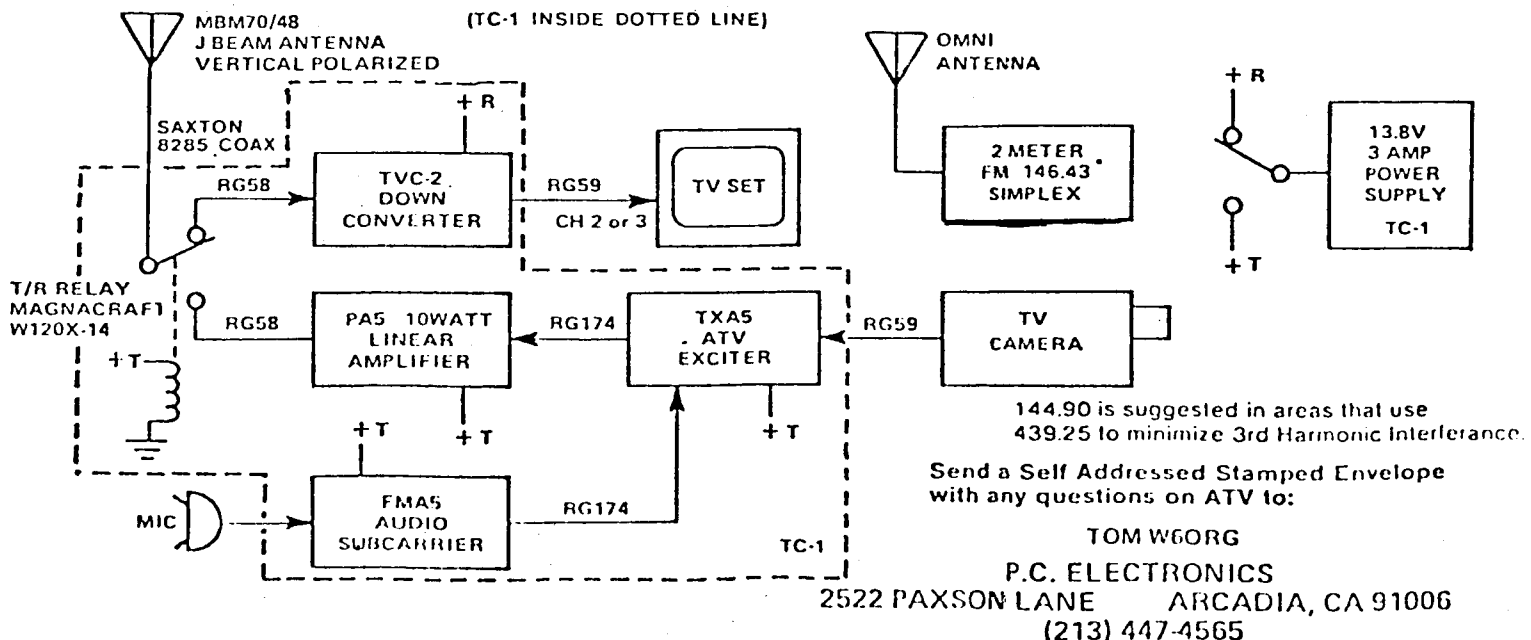 MBM70/48
J BEAM ANTENNA
VERTICAL POLARIZED
(TC-1 INSIDE DOTTED LINE)
OMNI
ANTENNA
SAXTON
8285 COAX
+ R
RG58
TVC-2
DOWN
CONVERTER
RG59
CH 2 or 3
TV SET
2 METER
FM 146.43*
SIMPLEX
+ R
+ T
13.8V
3 AMP
POWER
SUPPLY
TC-1
T/R RELAY
MAGNACRAFT
W120X-14
+ T
RG58
PA5 10WATT
LINEAR
AMPLIFIER
+ T
RG174
TXA5
ATV
EXCITER
+ T
RG59
TV
CAMERA
MIC
+ T
FMA5
AUDIO
SUBCARRIER
RG174
TC-1
144.90 is suggested in areas that use
439.25 to minimize 3rd Harmonic Interferance.
Send a Self Addressed Stamped Envelope
with any questions on ATV to:
TOM W6ORG
P.C. ELECTRONICS
2522 PAXSON LANE ARCADIA, CA 91006
(213) 447-4565